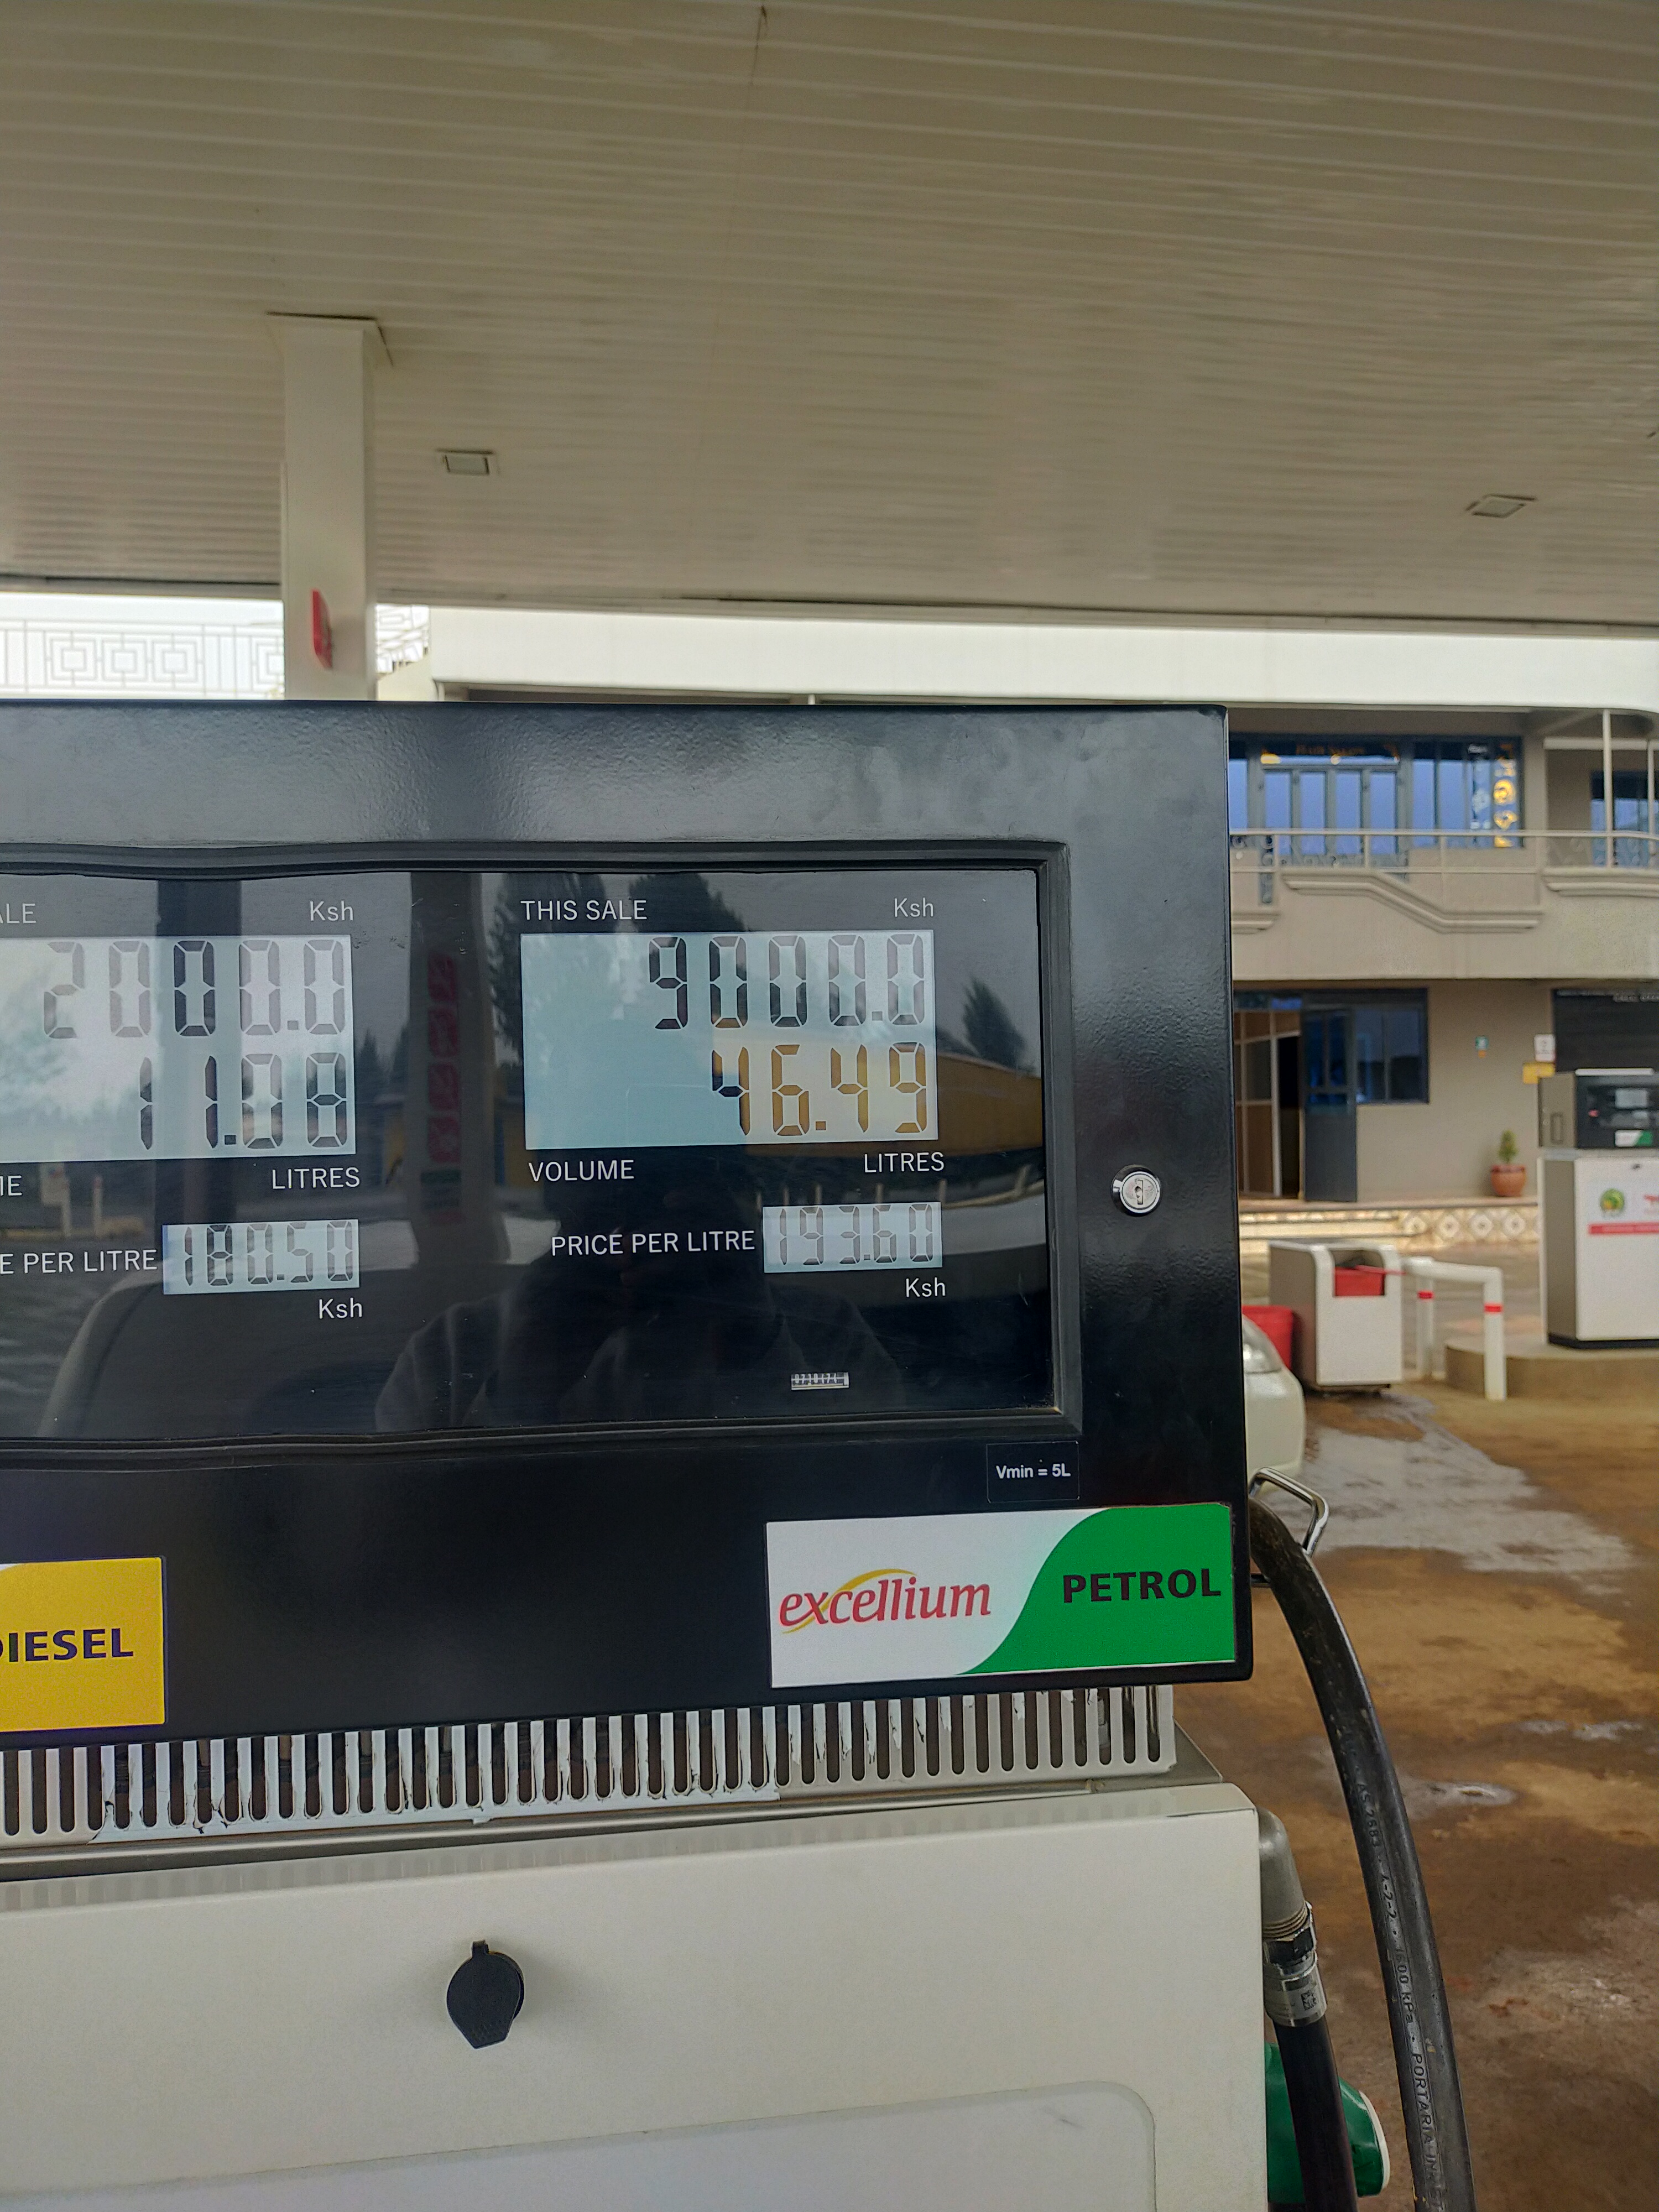 ALE Ksh
2000.0
11.08
ME LITRES
E PER LITRE 180.50
Ksh
THIS SALE Ksh
9000.0
46.49
VOLUME LITRES
PRICE PER LITRE 193.60
Ksh
Vmin = 5L
DIESEL
excellium PETROL